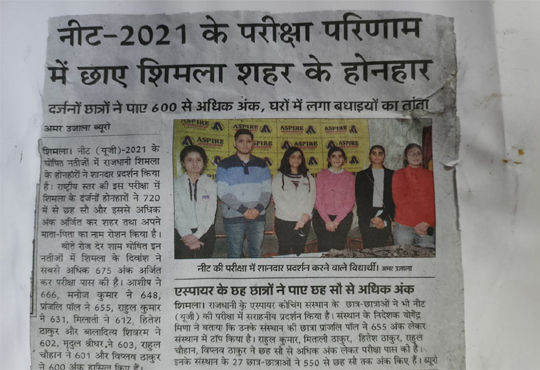 नीट-2021 के परीक्षा परिणाम
में छाए शिमला शहर के होनहार
दर्जनों छात्रों ने पाए 600 से अधिक अंक, घरों में लगा बधाइयों का तांता
अमर उजाला ब्यूरो
शिमला। नीट (यूजी)-2021 के
घोषित नतीजों में राजधानी शिमला
के होनहारों ने शानदार प्रदर्शन किया
है। राष्ट्रीय स्तर की इस परीक्षा में
शिमला के दर्जनों होनहारों ने 720
में से छह सौ और इससे अधिक
अंक अर्जित कर शहर तथा अपने
माता-पिता का नाम रोशन किया है।
बीते रोज देर शाम घोषित इन
नतीजों में शिमला के दिवांश ने
सबसे अधिक 675 अंक अर्जित
कर परीक्षा पास की है। आशीष ने
666, मनोज कुमार ने 648,
प्रांजलि पॉल ने 655, राहुल कुमार
ने 631, मिताली ने 612, हितेश
ठाकुर और बालादित्य शिवरम ने
602, मृदुल श्रीधर,ने 603, राहुल
चौहान ने 601 और विप्लव ठाकुर
ने 600 अंक हासिल किए हैं।
ASPIRE
ASPIRE
ASPIRE
नीट की परीक्षा में शानदार प्रदर्शन करने वाले विद्यार्थी। अमर उजाला
एस्पायर के छह छात्रों ने पाए छह सौ से अधिक अंक
शिमला। राजधानी के एस्पायर कोचिंग संस्थान के छात्र-छात्राओं ने भी नीट
(यूजी) की परीक्षा में सराहनीय प्रदर्शन किया है। संस्थान के निदेशक योगेंद्र
मिणा ने बताया कि उनके संस्थान की छात्रा प्रांजलि पॉल ने 655 अंक लेकर
संस्थान में टॉप किया है। राहुल कुमार, मिताली ठाकुर, हितेश ठाकुर, राहुल
चौहान, विप्लव ठाकुर ने छह सौ से अधिक अंक लेकर परीक्षा पास की है।
इनके संस्थान के 27 छात्र-छात्राओं ने 550 से छह सौ तक अंक किए हैं। ब्यूरो